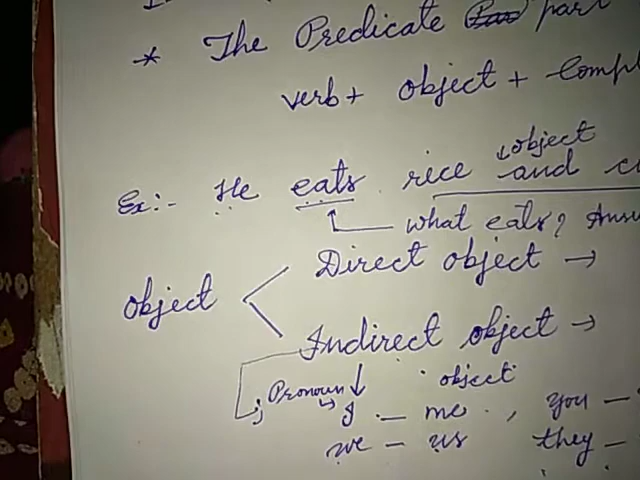 * The Predicate part
verb + object + Compl
↓object
Ex:- He eats rice and c
what eats? Answ
Direct object →
object
Indirect object →
Pronoun object
I — me , you —
we — us they —